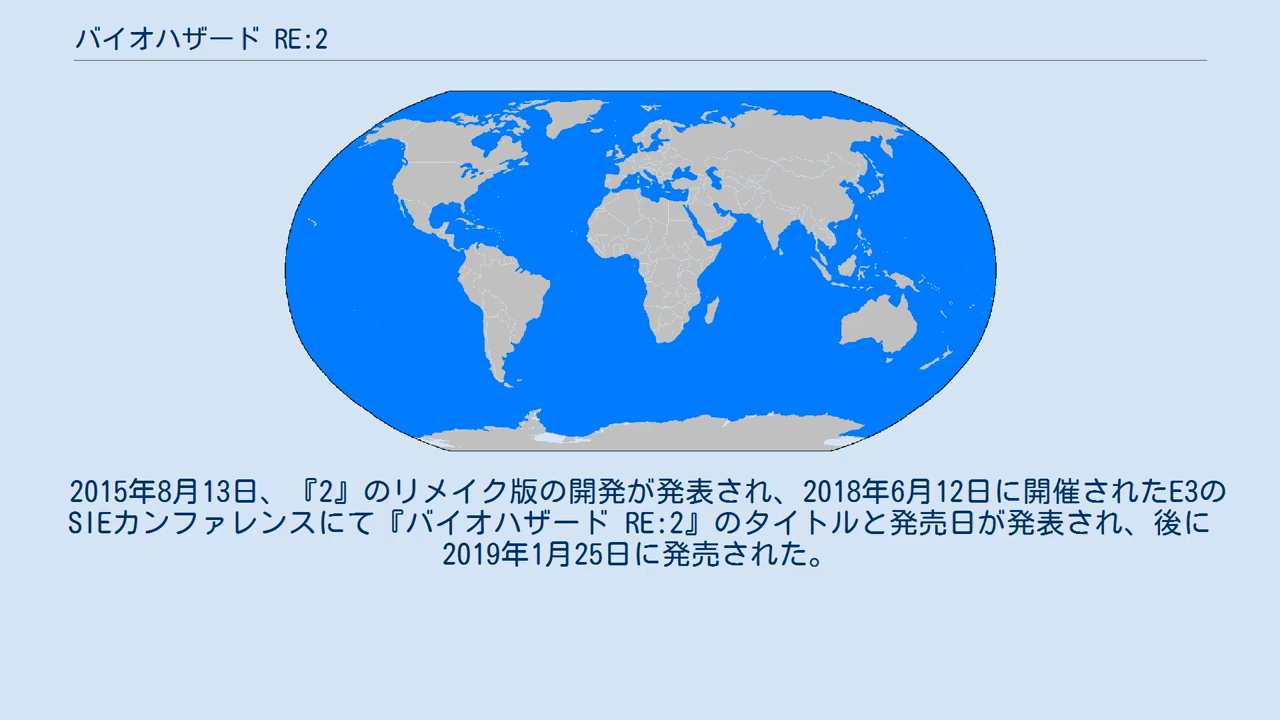 バイオハザード RE:2
2015年8月13日、『2』のリメイク版の開発が発表され、2018年6月12日に開催されたE3の
SIEカンファレンスにて『バイオハザード RE:2』のタイトルと発売日が発表され、後に
2019年1月25日に発売された。